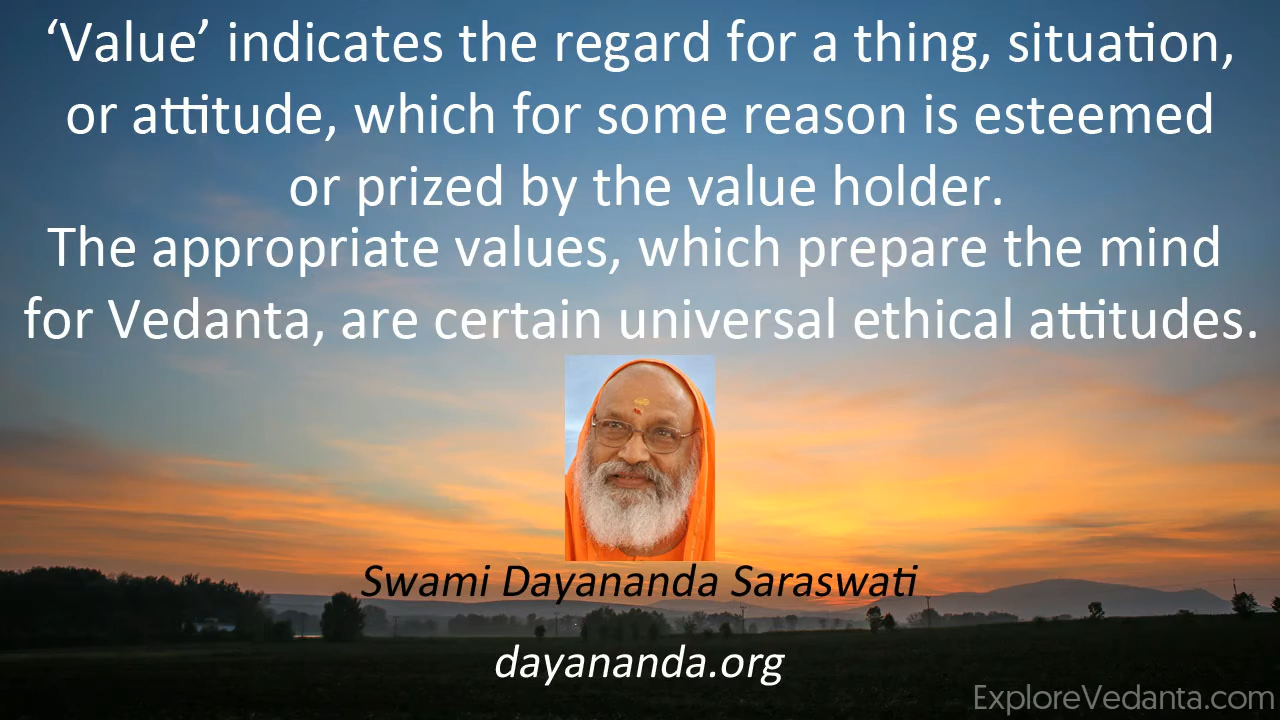 ‘Value’ indicates the regard for a thing, situation,
or attitude, which for some reason is esteemed
or prized by the value holder.
The appropriate values, which prepare the mind
for Vedanta, are certain universal ethical attitudes.
Swami Dayananda Saraswati
dayananda.org
ExploreVedanta.com